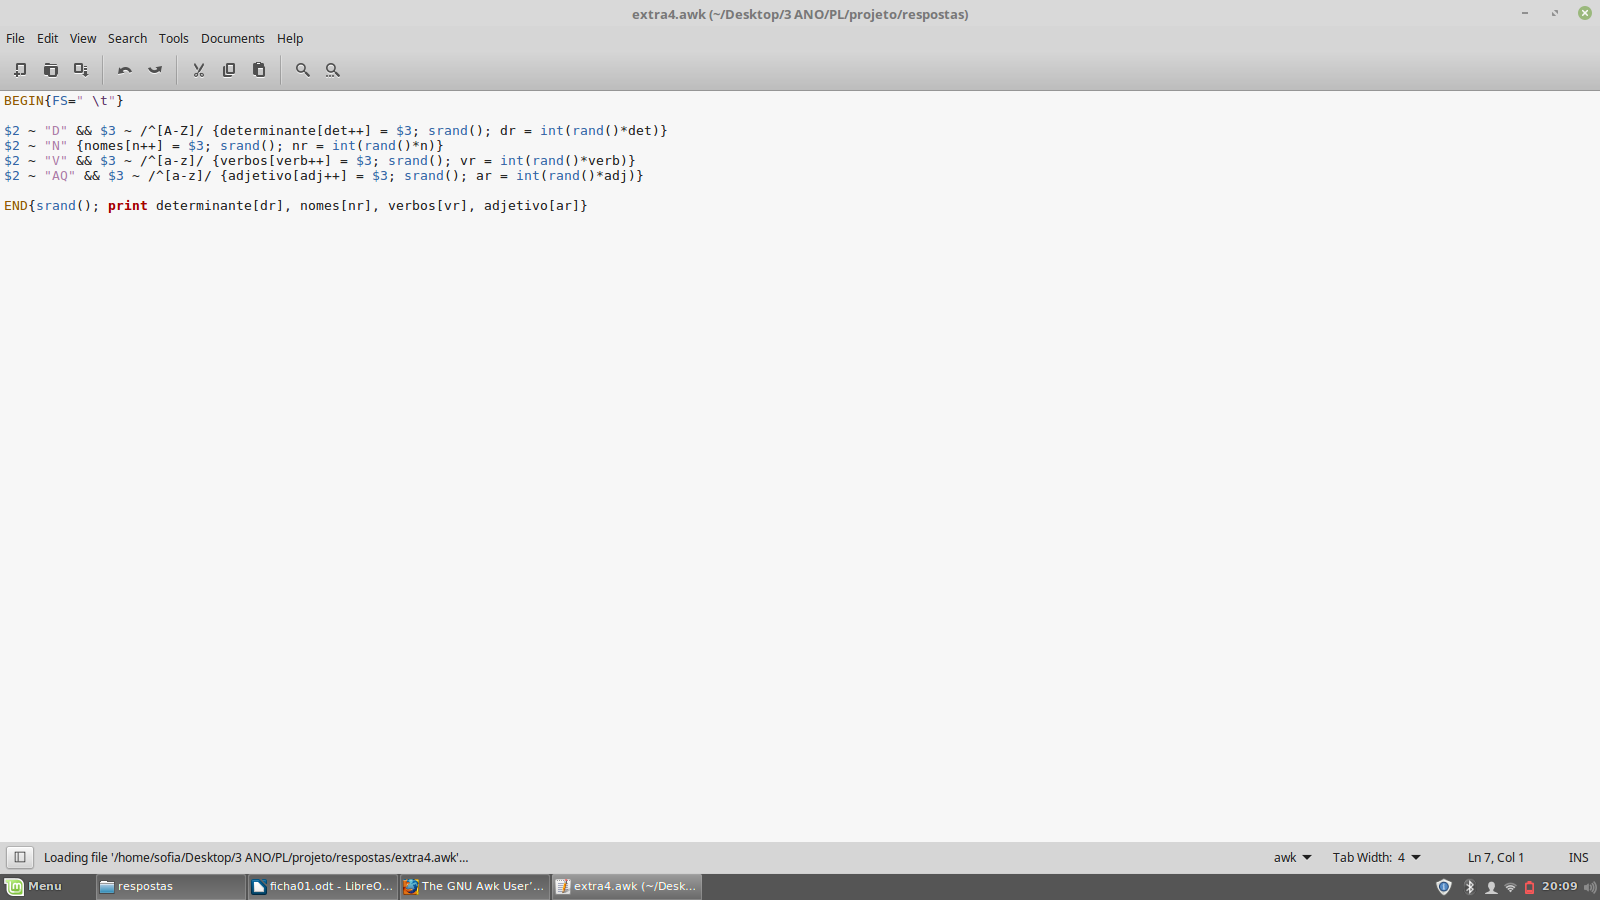 extra4.awk (~/Desktop/3 ANO/PL/projeto/respostas)
File Edit View Search Tools Documents Help
BEGIN{FS=" \t"}
$2 ~ "D" && $3 ~ /^[A-Z]/ {determinante[det++] = $3; srand(); dr = int(rand()*det)}
$2 ~ "N" {nomes[n++] = $3; srand(); nr = int(rand()*n)}
$2 ~ "V" && $3 ~ /^[a-z]/ {verbos[verb++] = $3; srand(); vr = int(rand()*verb)}
$2 ~ "AQ" && $3 ~ /^[a-z]/ {adjetivo[adj++] = $3; srand(); ar = int(rand()*adj)}
END{srand(); print determinante[dr], nomes[nr], verbos[vr], adjetivo[ar]}
Loading file '/home/sofia/Desktop/3 ANO/PL/projeto/respostas/extra4.awk'... awk Tab Width: 4 Ln 7, Col 1 INS
Menu respostas ficha01.odt - LibreO... The GNU Awk User'... extra4.awk (~/Desk... 20:09